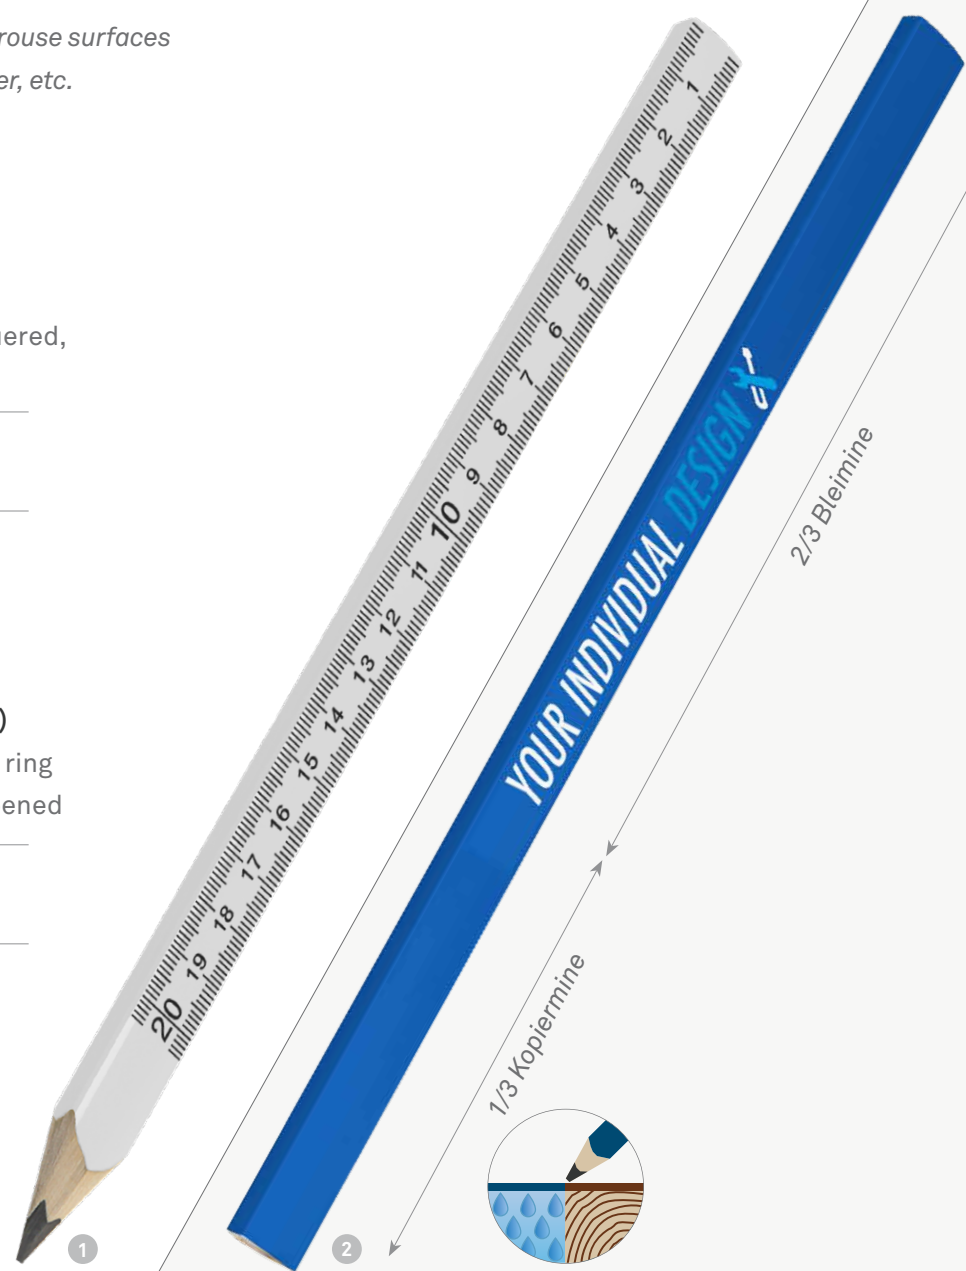 rouse surfaces
er, etc.
ered,
)
ring
ened
1
2
3
4
5
6
7
8
9
10
11
12
13
14
15
16
17
18
19
20
YOUR INDIVIDUAL DESIGN
2/3 Bleimine
1/3 Kopiermine
1
2